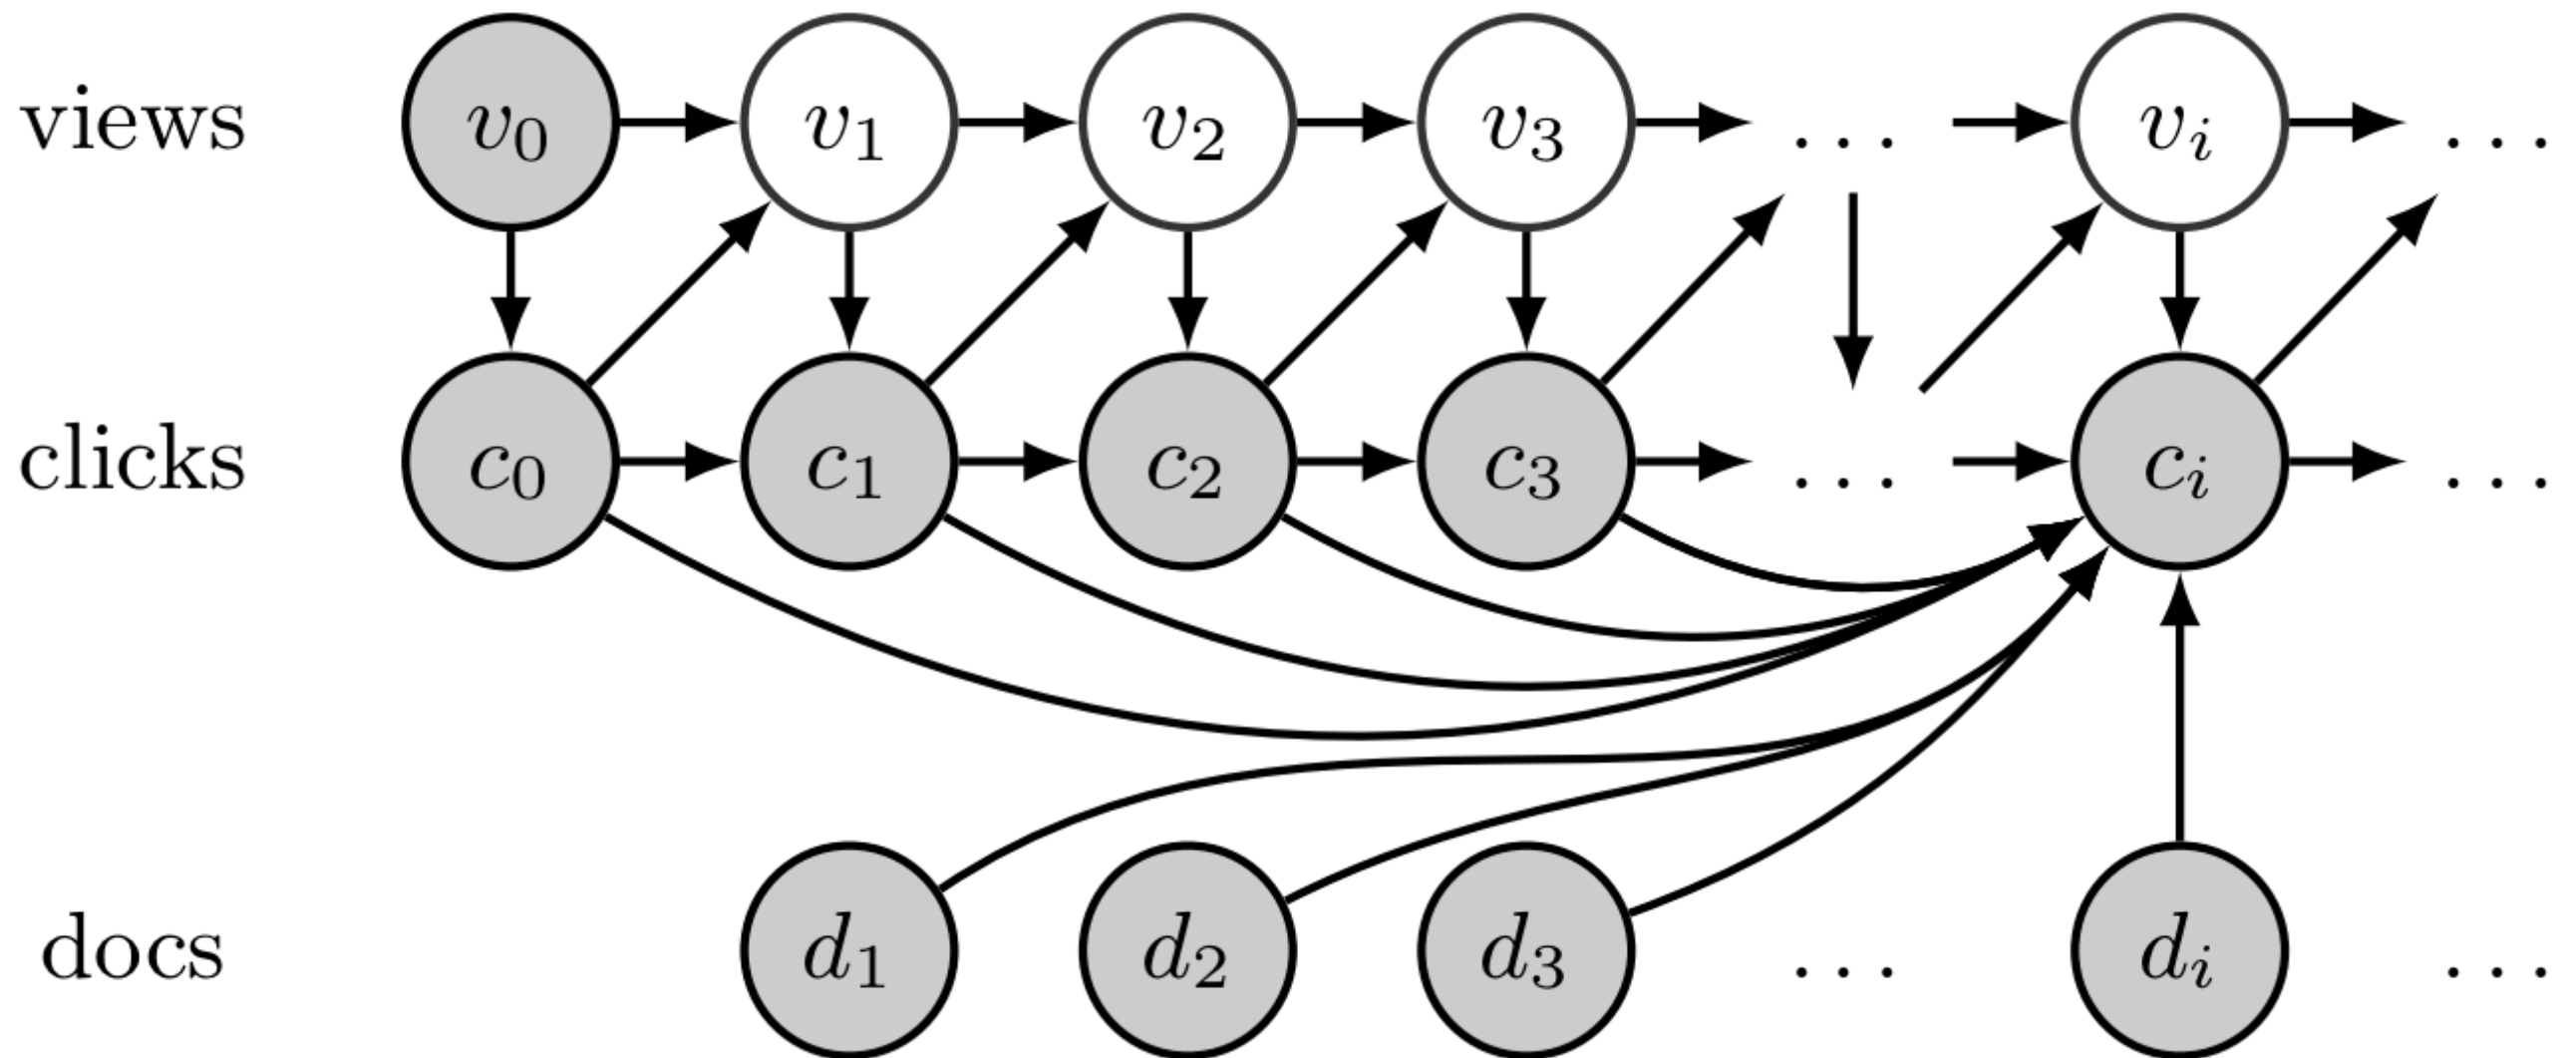 views v₀ v₁ v₂ v₃ ... vᵢ ...
clicks c₀ c₁ c₂ c₃ ... cᵢ ...
docs d₁ d₂ d₃ ... dᵢ ...